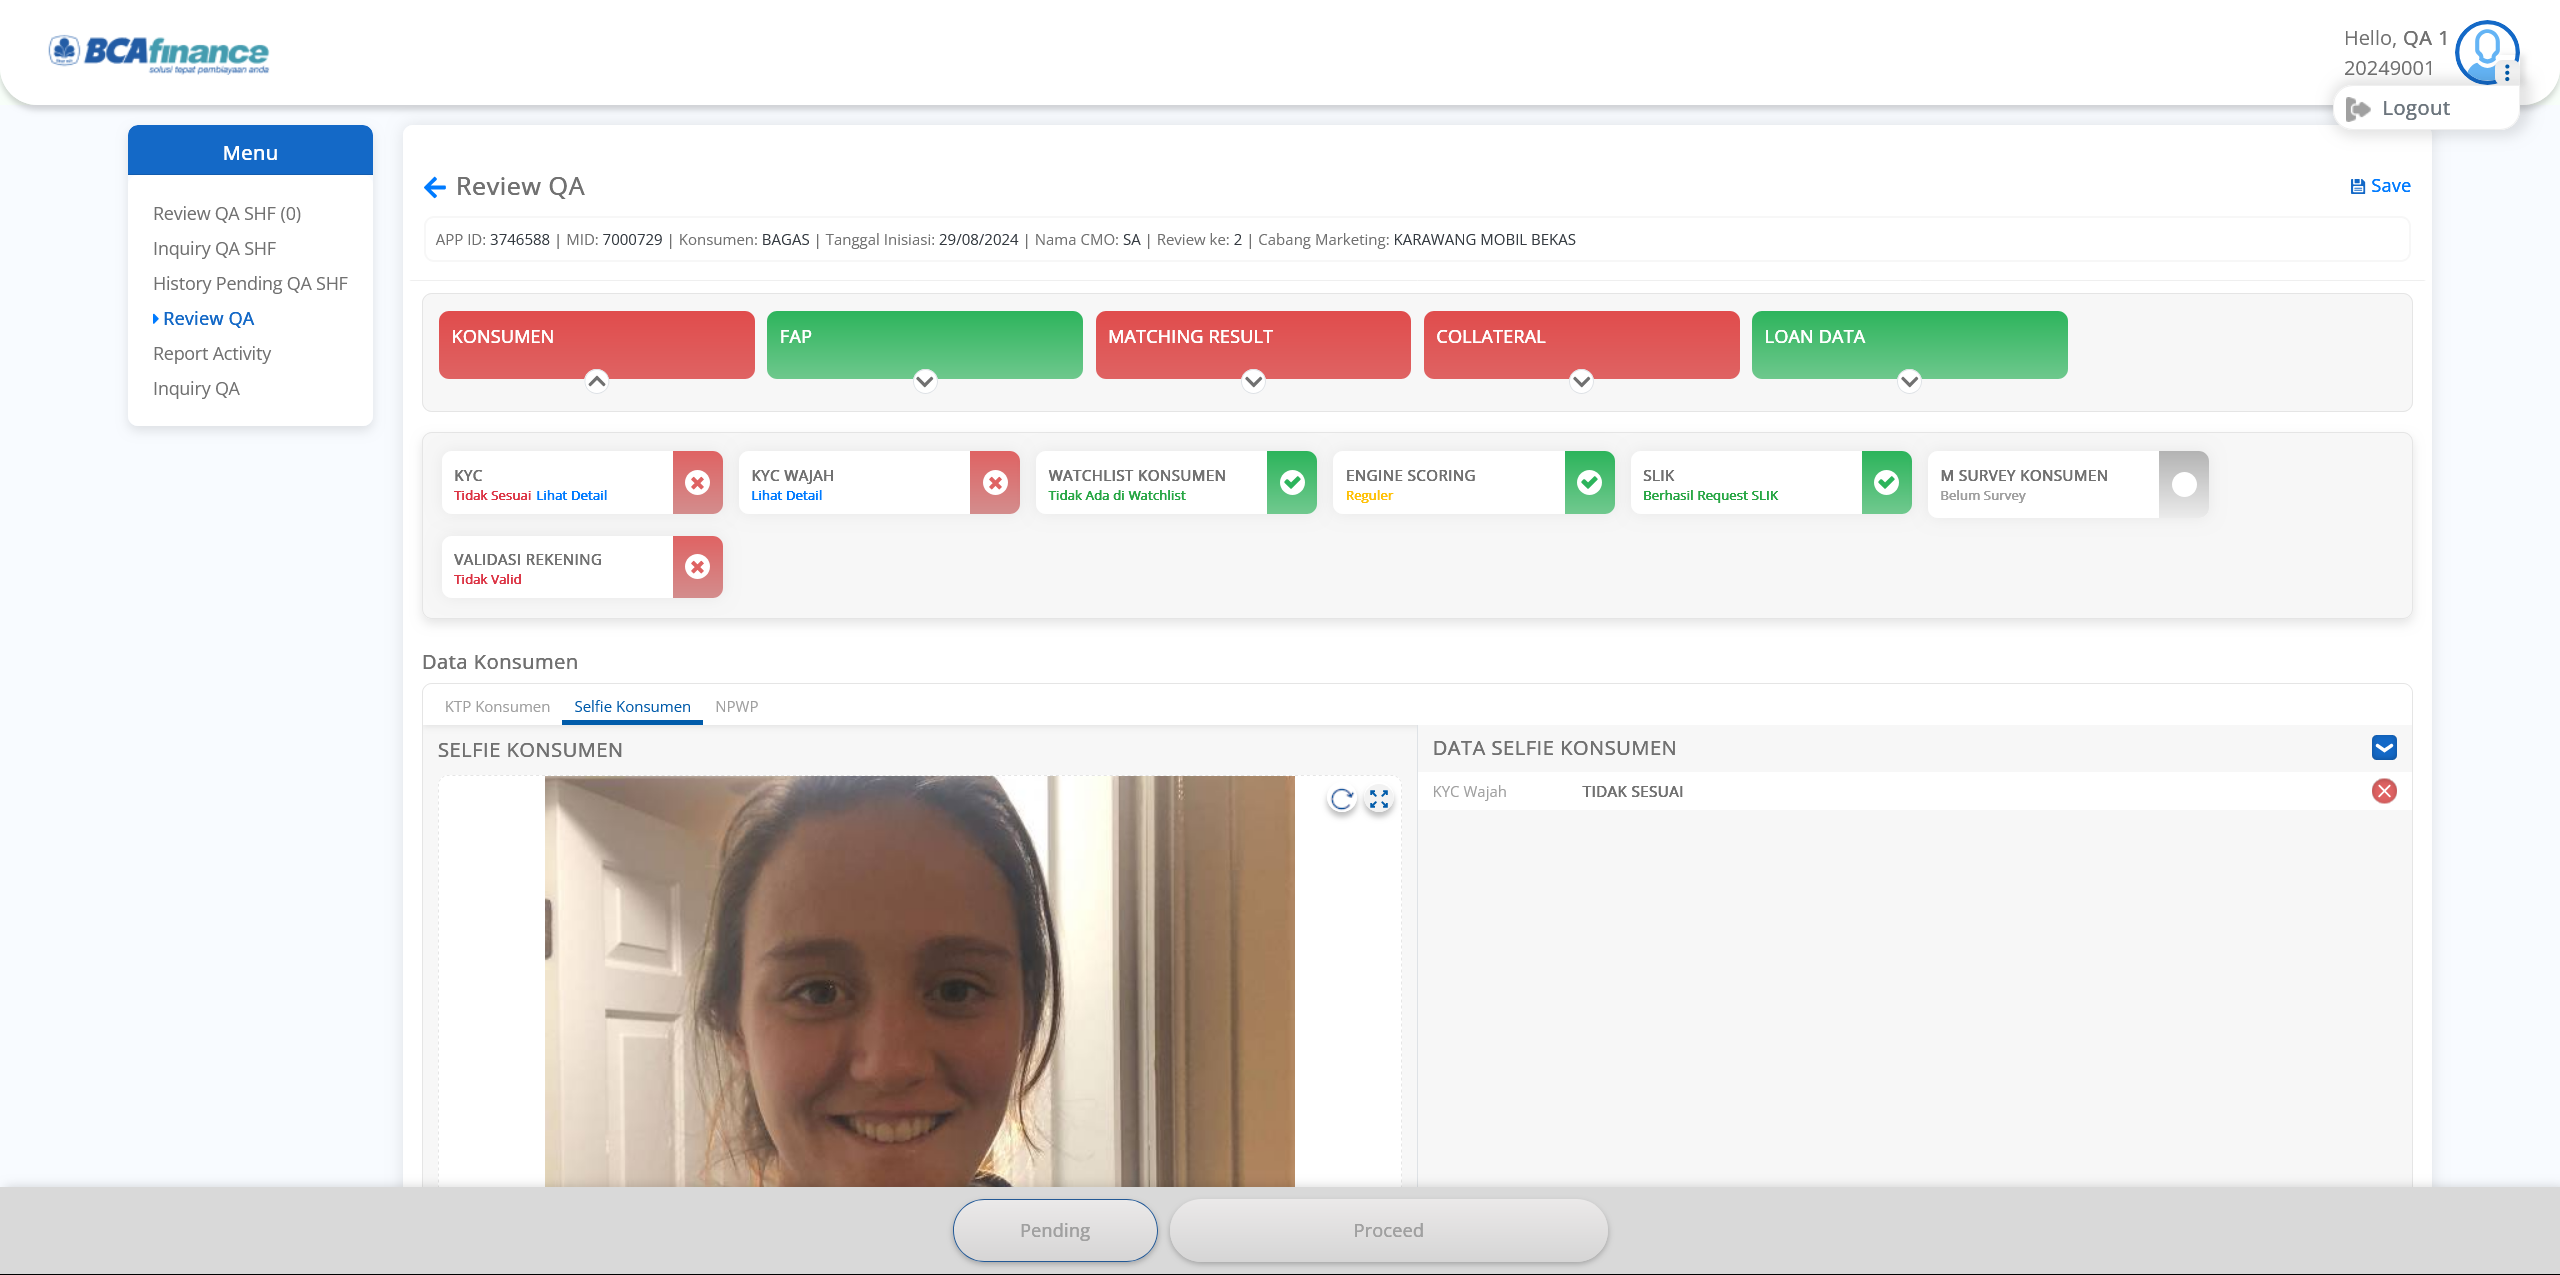 BCAfinance
solusi tepat pembiayaan anda
Hello, QA 1
20249001
Logout
Menu
Review QA SHF (0)
Inquiry QA SHF
History Pending QA SHF
Review QA
Report Activity
Inquiry QA
Review QA
Save
APP ID: 3746588 | MID: 7000729 | Konsumen: BAGAS | Tanggal Inisiasi: 29/08/2024 | Nama CMO: SA | Review ke: 2 | Cabang Marketing: KARAWANG MOBIL BEKAS
KONSUMEN
FAP
MATCHING RESULT
COLLATERAL
LOAN DATA
KYC
Tidak Sesuai Lihat Detail
KYC WAJAH
Lihat Detail
WATCHLIST KONSUMEN
Tidak Ada di Watchlist
ENGINE SCORING
Reguler
SLIK
Berhasil Request SLIK
M SURVEY KONSUMEN
Belum Survey
VALIDASI REKENING
Tidak Valid
Data Konsumen
KTP Konsumen
Selfie Konsumen
NPWP
SELFIE KONSUMEN
DATA SELFIE KONSUMEN
KYC Wajah TIDAK SESUAI
Pending
Proceed